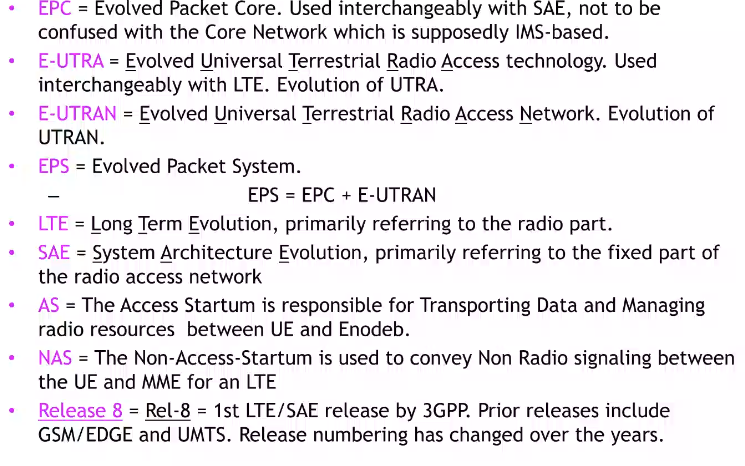 • EPC = Evolved Packet Core. Used interchangeably with SAE, not to be
confused with the Core Network which is supposedly IMS-based.
• E-UTRA = Evolved Universal Terrestrial Radio Access technology. Used
interchangeably with LTE. Evolution of UTRA.
• E-UTRAN = Evolved Universal Terrestrial Radio Access Network. Evolution of
UTRAN.
• EPS = Evolved Packet System.
– EPS = EPC + E-UTRAN
• LTE = Long Term Evolution, primarily referring to the radio part.
• SAE = System Architecture Evolution, primarily referring to the fixed part of
the radio access network
• AS = The Access Startum is responsible for Transporting Data and Managing
radio resources between UE and Enodeb.
• NAS = The Non-Access-Startum is used to convey Non Radio signaling between
the UE and MME for an LTE
• Release 8 = Rel-8 = 1st LTE/SAE release by 3GPP. Prior releases include
GSM/EDGE and UMTS. Release numbering has changed over the years.